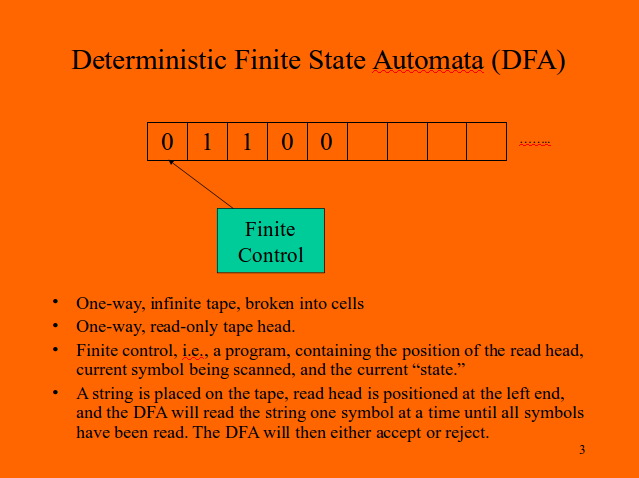 Deterministic Finite State Automata (DFA)
0 1 1 0 0 ……..
Finite
Control
• One-way, infinite tape, broken into cells
• One-way, read-only tape head.
• Finite control, i.e., a program, containing the position of the read head,
current symbol being scanned, and the current “state.”
• A string is placed on the tape, read head is positioned at the left end,
and the DFA will read the string one symbol at a time until all symbols
have been read. The DFA will then either accept or reject.
3